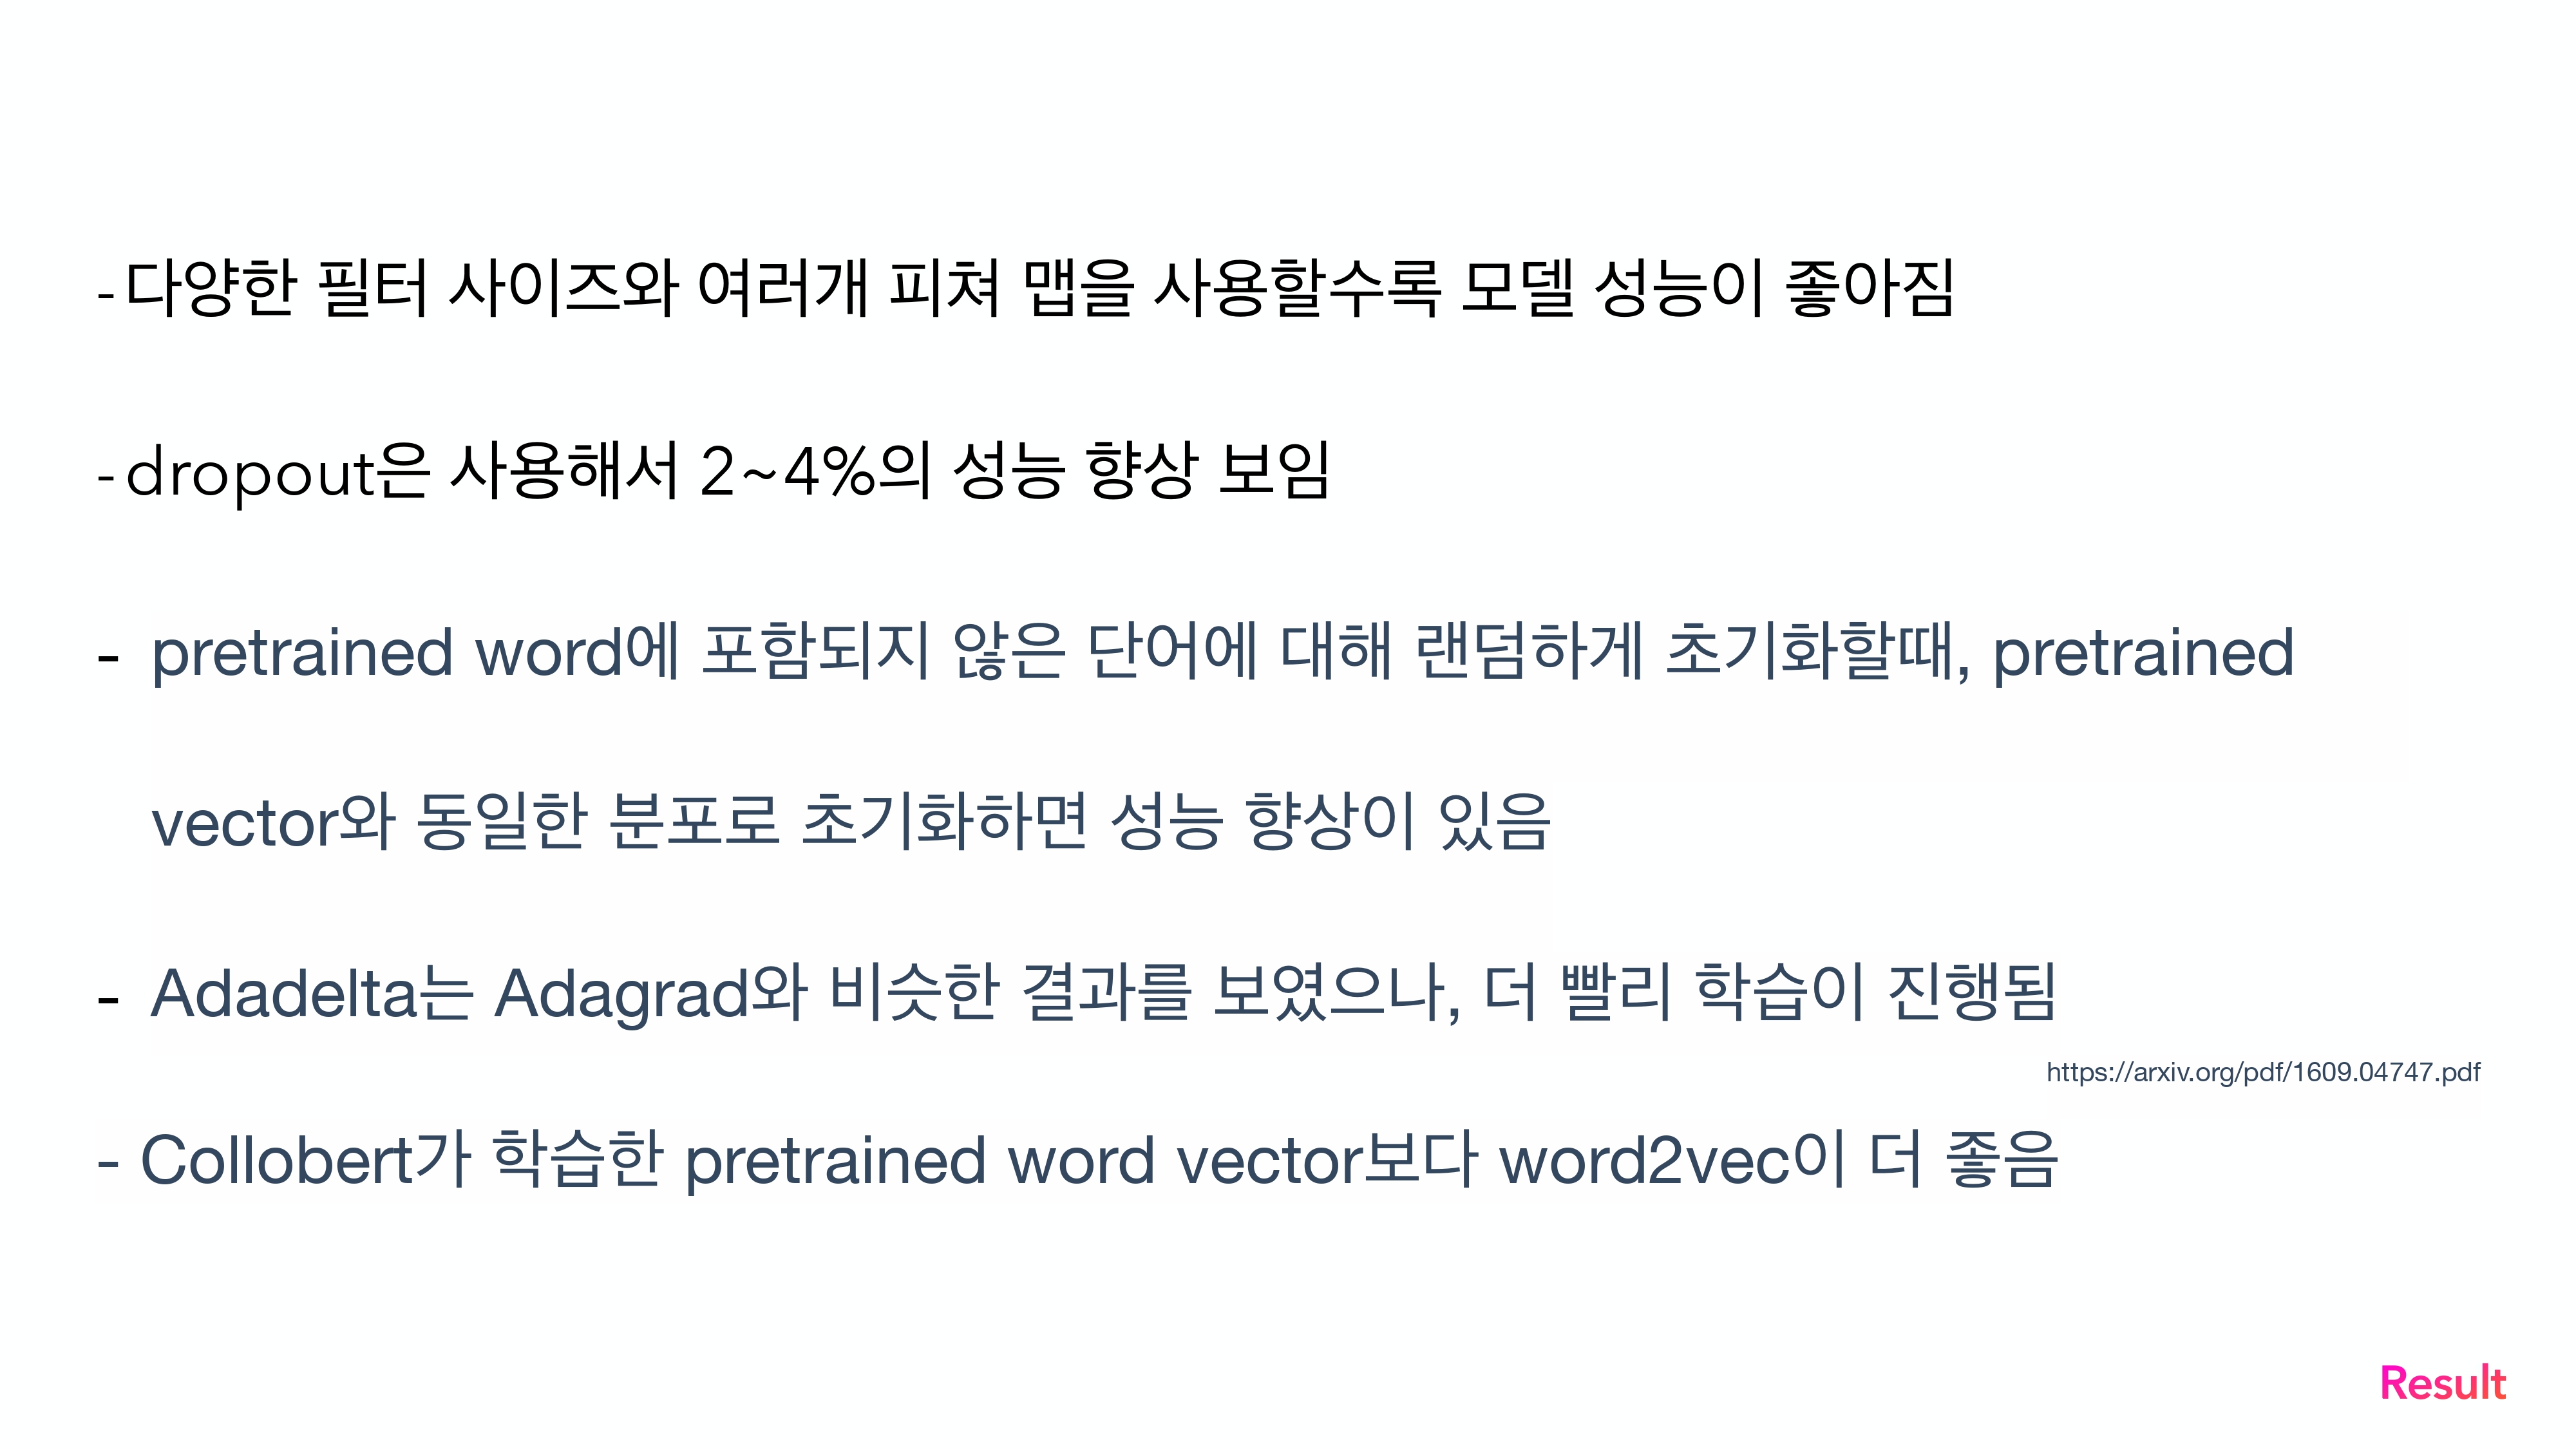 -다양한 필터 사이즈와 여러개 피쳐 맵을 사용할수록 모델 성능이 좋아짐
-dropout은 사용해서 2~4%의 성능 향상 보임
- pretrained word에 포함되지 않은 단어에 대해 랜덤하게 초기화할때, pretrained
vector와 동일한 분포로 초기화하면 성능 향상이 있음
- Adadelta는 Adagrad와 비슷한 결과를 보였으나, 더 빨리 학습이 진행됨
https://arxiv.org/pdf/1609.04747.pdf
- Collobert가 학습한 pretrained word vector보다 word2vec이 더 좋음
Result